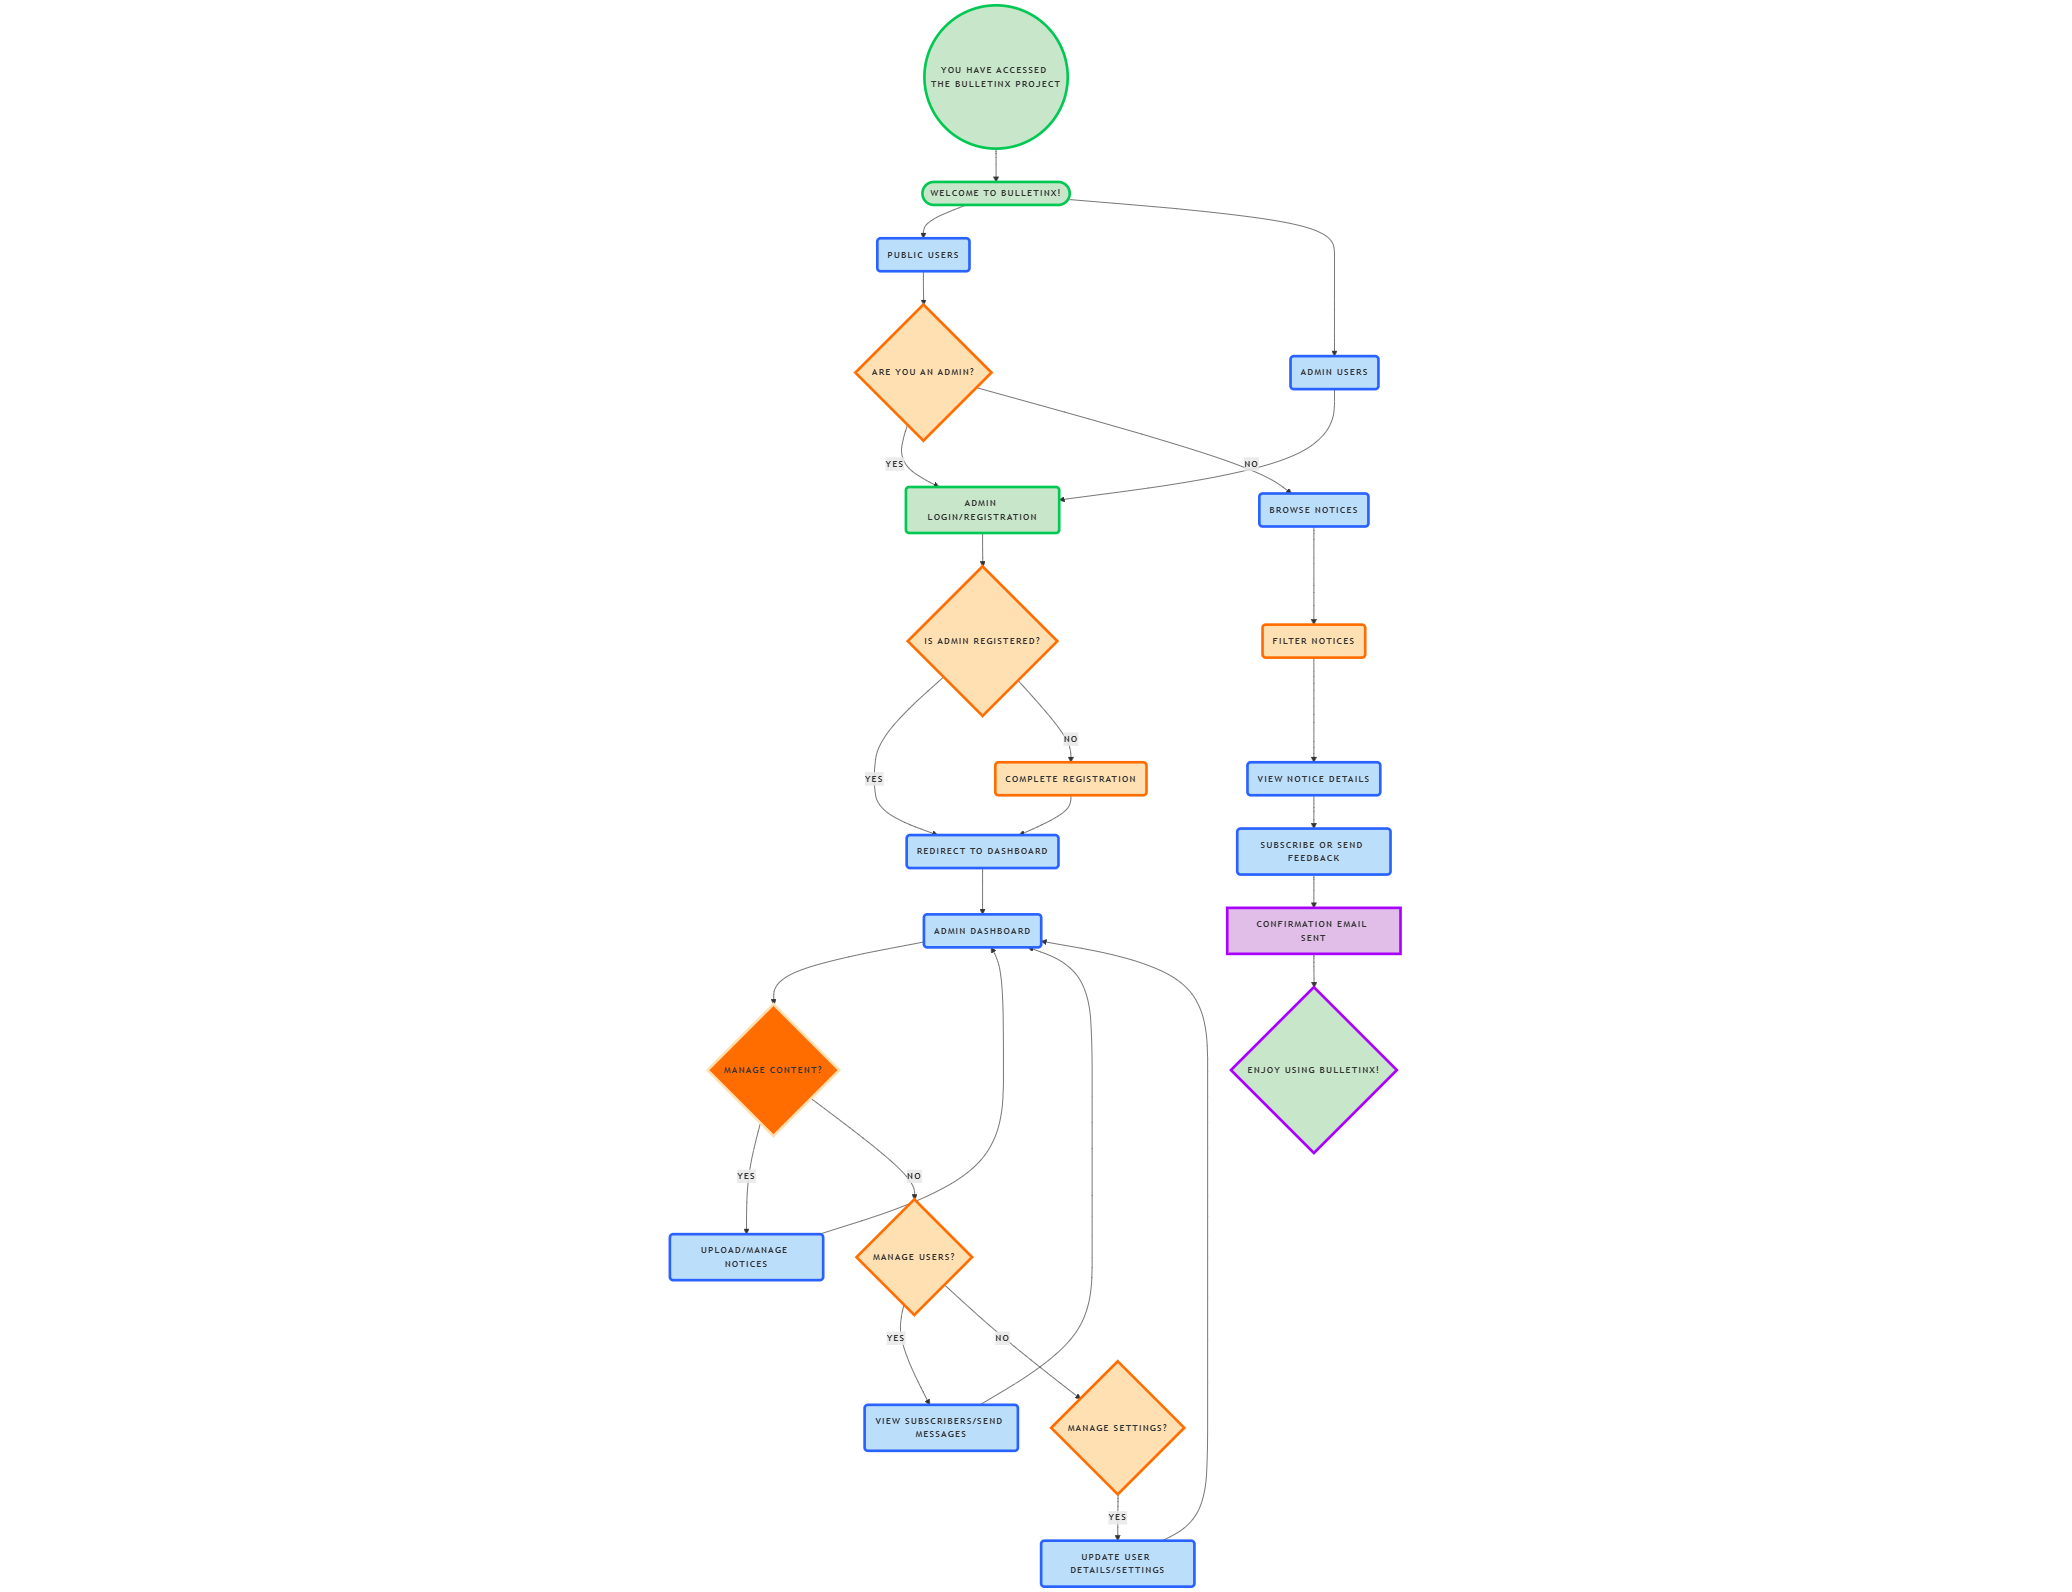 YOU HAVE ACCESSED
THE BULLETINX PROJECT
WELCOME TO BULLETINX!
PUBLIC USERS
ARE YOU AN ADMIN?
ADMIN USERS
YES
NO
ADMIN
LOGIN/REGISTRATION
BROWSE NOTICES
IS ADMIN REGISTERED?
FILTER NOTICES
NO
YES
COMPLETE REGISTRATION
VIEW NOTICE DETAILS
REDIRECT TO DASHBOARD
SUBSCRIBE OR SEND
FEEDBACK
ADMIN DASHBOARD
CONFIRMATION EMAIL
SENT
MANAGE CONTENT?
ENJOY USING BULLETINX!
YES
NO
UPLOAD/MANAGE
NOTICES
MANAGE USERS?
YES
NO
VIEW SUBSCRIBERS/SEND
MESSAGES
MANAGE SETTINGS?
YES
UPDATE USER
DETAILS/SETTINGS